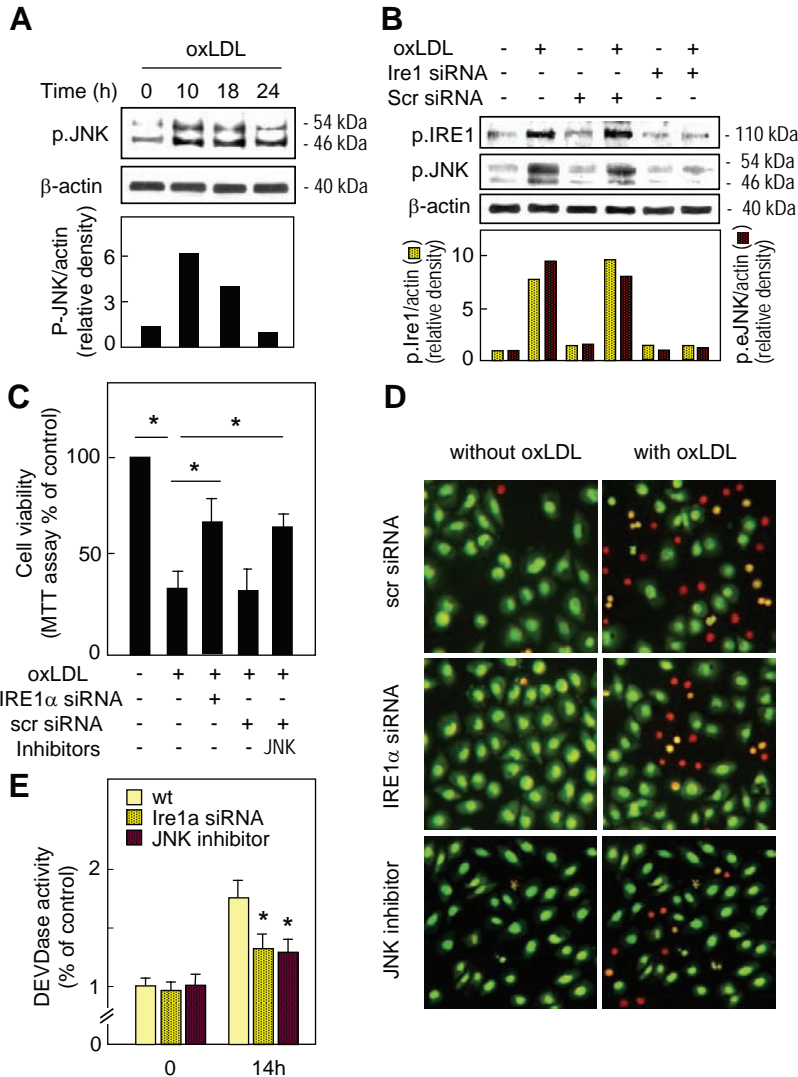 A
oxLDL
Time (h) 0 10 18 24
p.JNK
- 54 kDa
- 46 kDa
β-actin
- 40 kDa
P-JNK/actin
(relative density)
6
3
0
B
oxLDL - + - + - +
Ire1 siRNA - - - - + +
Scr siRNA - - + + - -
p.IRE1
- 110 kDa
p.JNK
- 54 kDa
- 46 kDa
β-actin
- 40 kDa
p.Ire1/actin ( )
(relative density)
10
5
0
p.eJNK/actin ( )
(relative density)
C
Cell viability
(MTT assay % of control)
100
50
0
* * *
oxLDL - + + + +
IRE1α siRNA - - + - -
scr siRNA - - - + +
Inhibitors - - - - JNK
D
without oxLDL with oxLDL
scr siRNA
IRE1α siRNA
JNK inhibitor
E
wt
Ire1a siRNA
JNK inhibitor
DEVDase activity
(% of control)
2
1
0
* *
0 14h